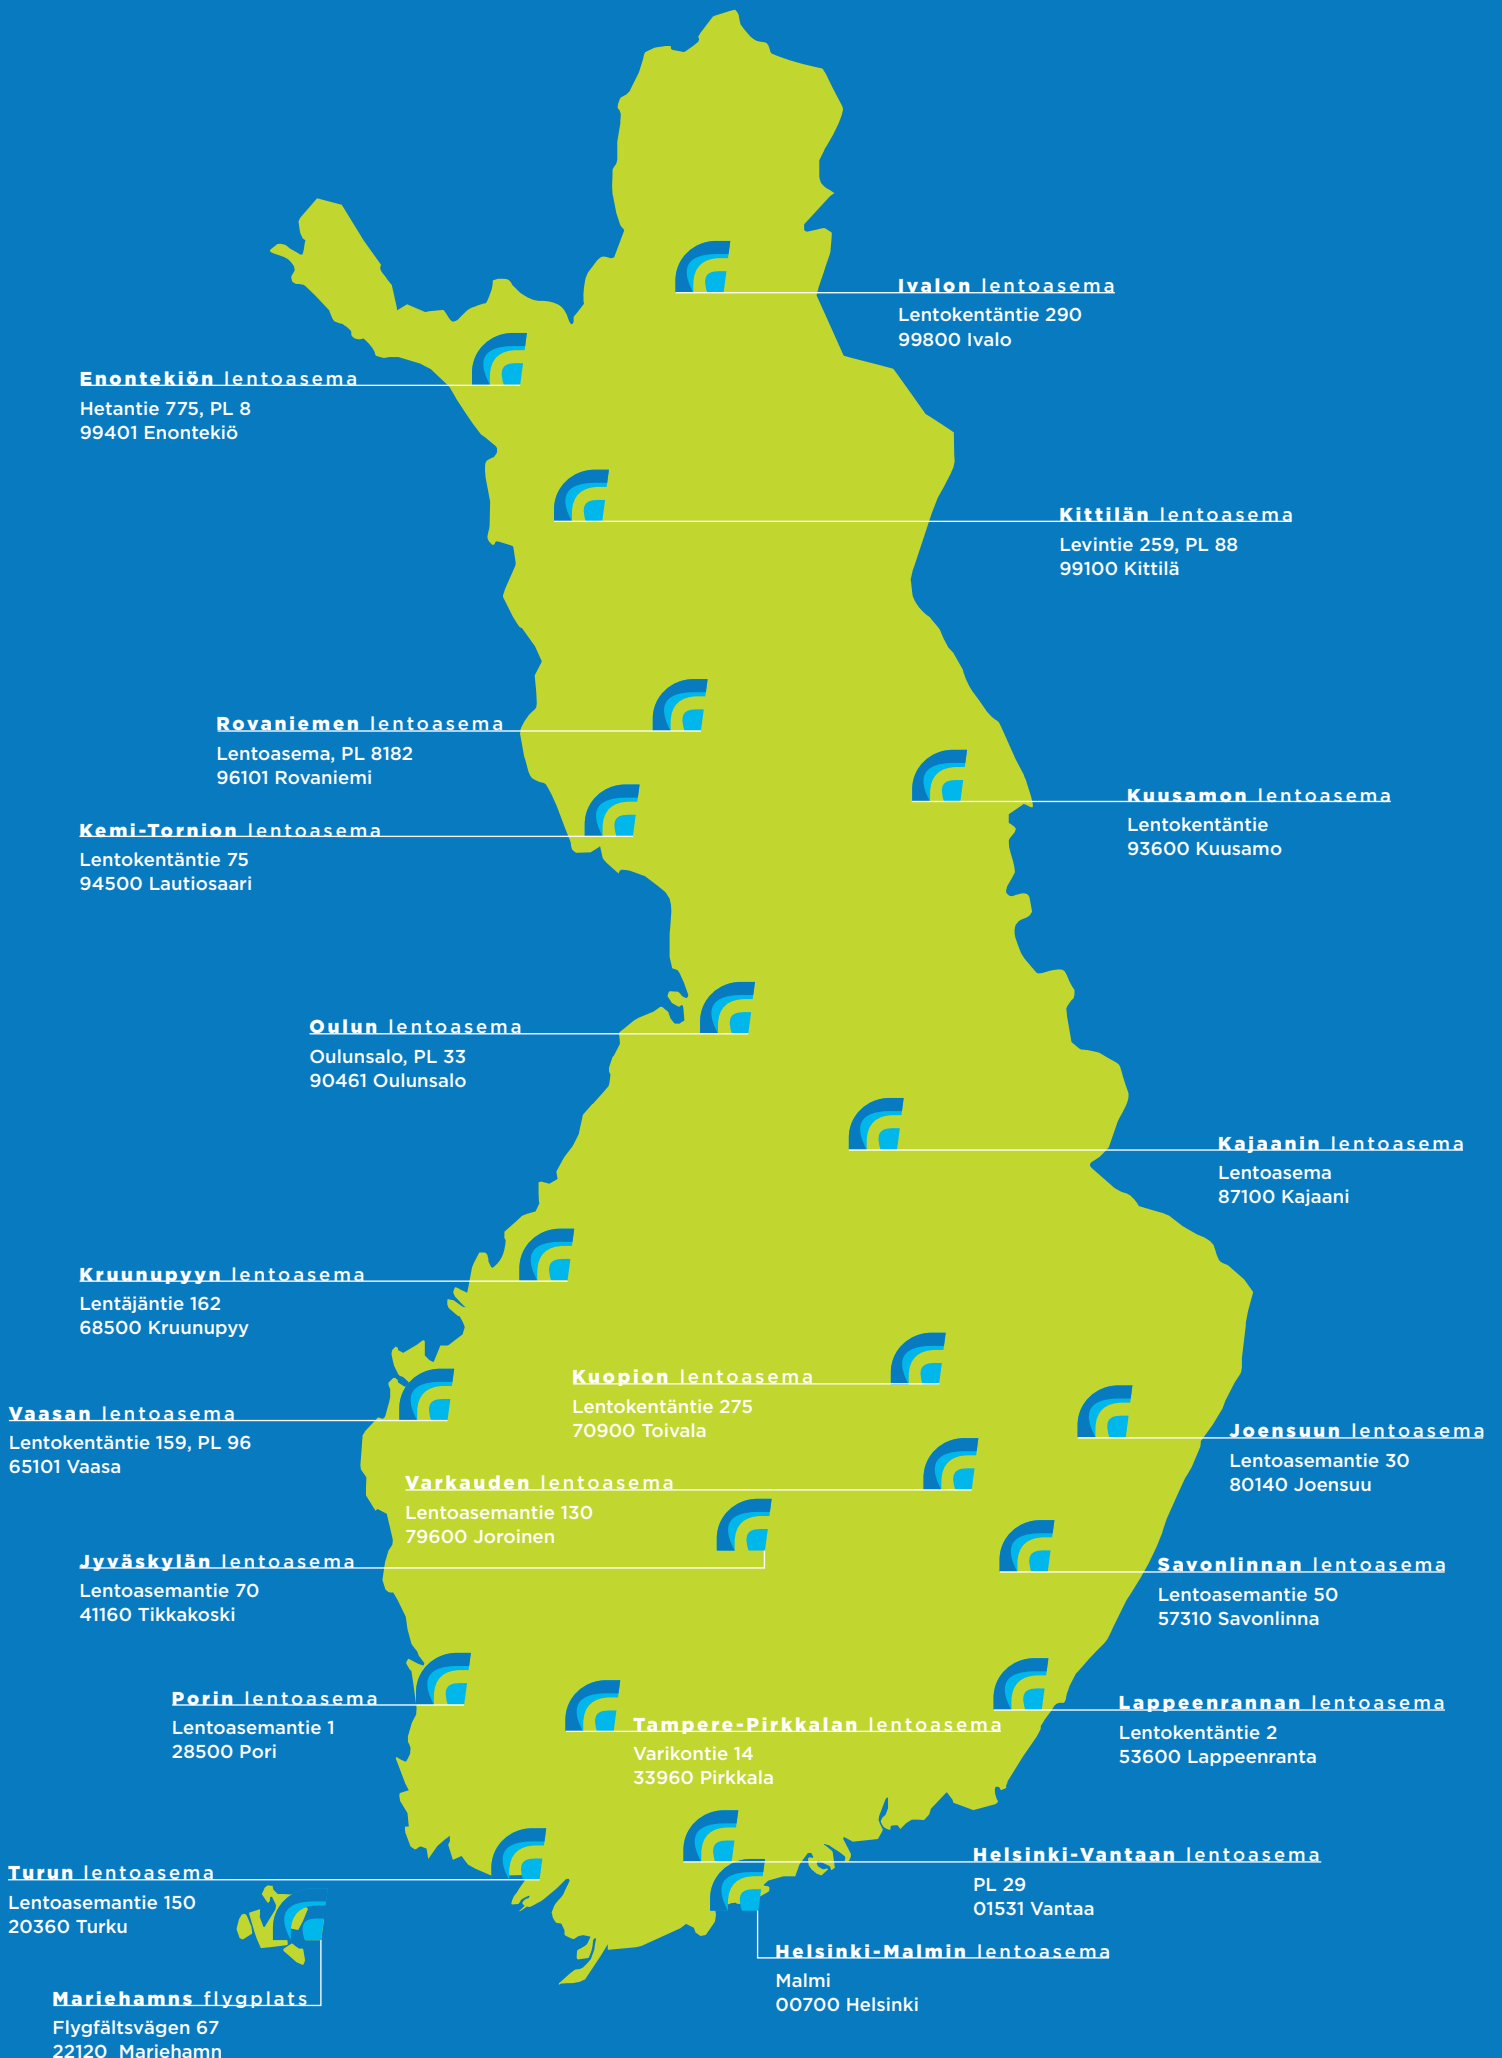 Ivalon lentoasema
Lentokentäntie 290
99800 Ivalo
Enontekiön lentoasema
Hetantie 775, PL 8
99401 Enontekiö
Kittilän lentoasema
Levintie 259, PL 88
99100 Kittilä
Rovaniemen lentoasema
Lentoasema, PL 8182
96101 Rovaniemi
Kuusamon lentoasema
Lentokentäntie
93600 Kuusamo
Kemi-Tornion lentoasema
Lentokentäntie 75
94500 Lautiosaari
Oulun lentoasema
Oulunsalo, PL 33
90461 Oulunsalo
Kajaanin lentoasema
Lentoasema
87100 Kajaani
Kruunupyyn lentoasema
Lentäjäntie 162
68500 Kruunupyy
Kuopion lentoasema
Lentokentäntie 275
70900 Toivala
Vaasan lentoasema
Lentokentäntie 159, PL 96
65101 Vaasa
Joensuun lentoasema
Lentoasemantie 30
80140 Joensuu
Varkauden lentoasema
Lentoasemantie 130
79600 Joroinen
Jyväskylän lentoasema
Lentoasemantie 70
41160 Tikkakoski
Savonlinnan lentoasema
Lentoasemantie 50
57310 Savonlinna
Porin lentoasema
Lentoasemantie 1
28500 Pori
Lappeenrannan lentoasema
Lentokentäntie 2
53600 Lappeenranta
Tampere-Pirkkalan lentoasema
Varikontie 14
33960 Pirkkala
Helsinki-Vantaan lentoasema
PL 29
01531 Vantaa
Turun lentoasema
Lentoasemantie 150
20360 Turku
Helsinki-Malmin lentoasema
Malmi
00700 Helsinki
Mariehamns flygplats
Flygfältsvägen 67
22120 Mariehamn